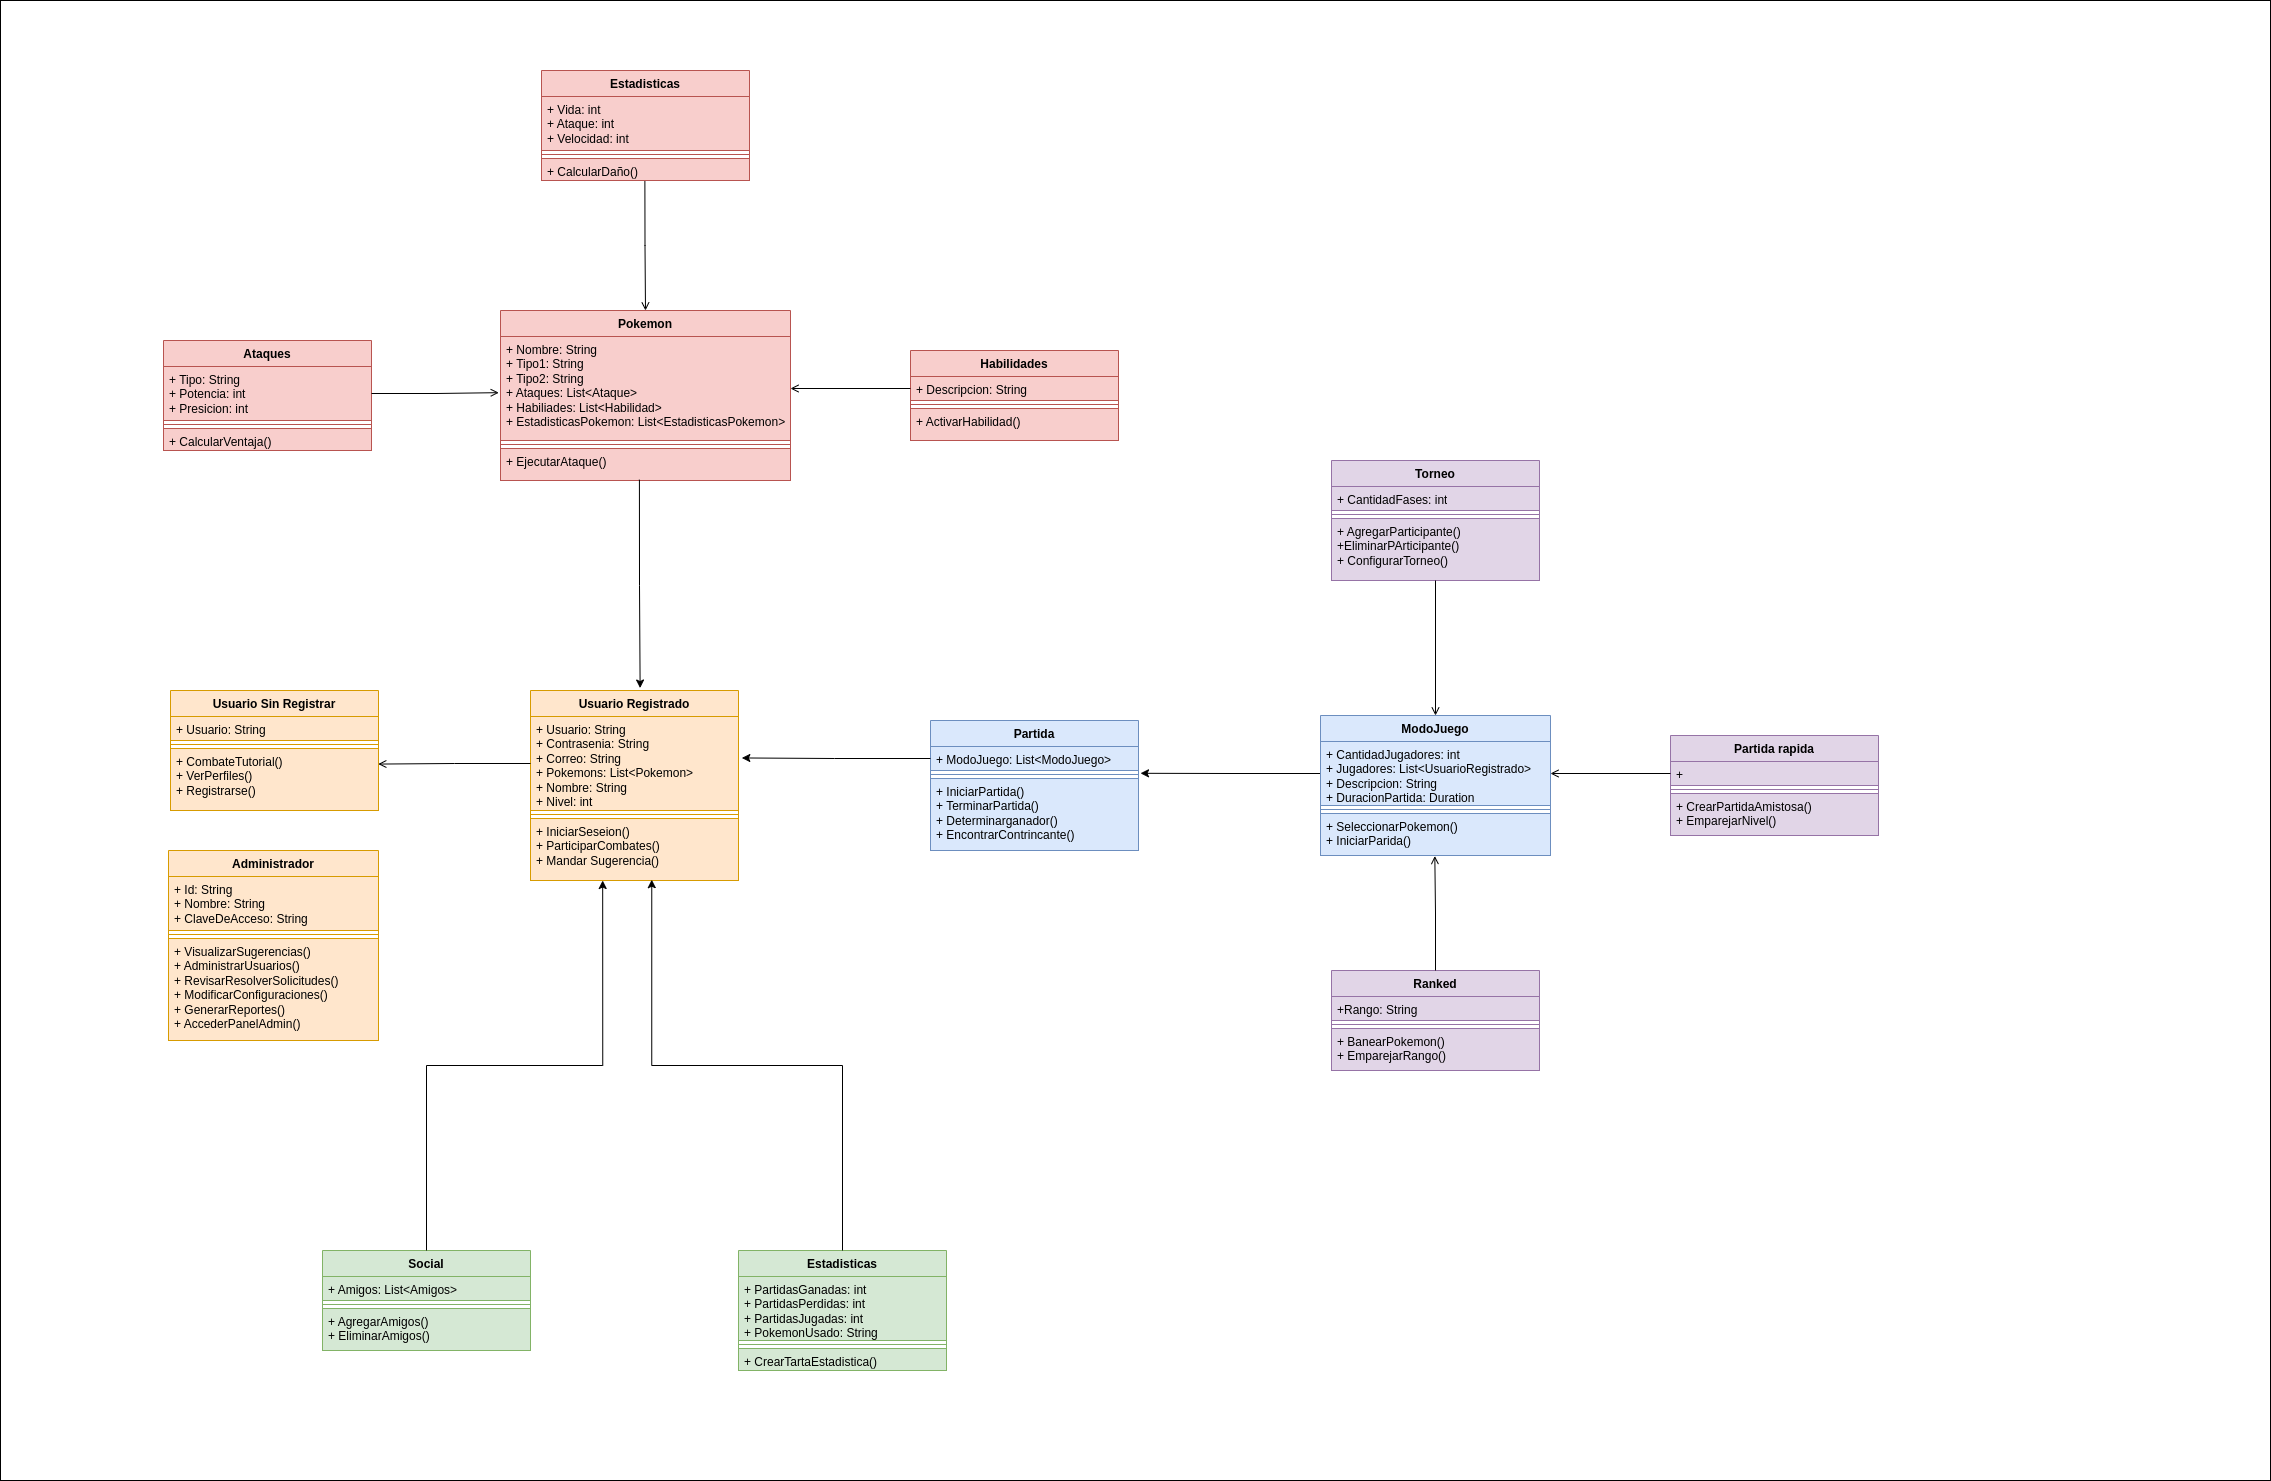 Estadisticas
+ Vida: int
+ Ataque: int
+ Velocidad: int
+ CalcularDaño()
Pokemon
+ Nombre: String
+ Tipo1: String
+ Tipo2: String
+ Ataques: List<Ataque>
+ Habiliades: List<Habilidad>
+ EstadisticasPokemon: List<EstadisticasPokemon>
+ EjecutarAtaque()
Ataques
+ Tipo: String
+ Potencia: int
+ Presicion: int
+ CalcularVentaja()
Habilidades
+ Descripcion: String
+ ActivarHabilidad()
Torneo
+ CantidadFases: int
+ AgregarParticipante()
+EliminarPArticipante()
+ ConfigurarTorneo()
Usuario Sin Registrar
+ Usuario: String
+ CombateTutorial()
+ VerPerfiles()
+ Registrarse()
Usuario Registrado
+ Usuario: String
+ Contrasenia: String
+ Correo: String
+ Pokemons: List<Pokemon>
+ Nombre: String
+ Nivel: int
+ IniciarSeseion()
+ ParticiparCombates()
+ Mandar Sugerencia()
Partida
+ ModoJuego: List<ModoJuego>
+ IniciarPartida()
+ TerminarPartida()
+ Determinarganador()
+ EncontrarContrincante()
ModoJuego
+ CantidadJugadores: int
+ Jugadores: List<UsuarioRegistrado>
+ Descripcion: String
+ DuracionPartida: Duration
+ SeleccionarPokemon()
+ IniciarParida()
Partida rapida
+
+ CrearPartidaAmistosa()
+ EmparejarNivel()
Administrador
+ Id: String
+ Nombre: String
+ ClaveDeAcceso: String
+ VisualizarSugerencias()
+ AdministrarUsuarios()
+ RevisarResolverSolicitudes()
+ ModificarConfiguraciones()
+ GenerarReportes()
+ AccederPanelAdmin()
Ranked
+Rango: String
+ BanearPokemon()
+ EmparejarRango()
Social
+ Amigos: List<Amigos>
+ AgregarAmigos()
+ EliminarAmigos()
Estadisticas
+ PartidasGanadas: int
+ PartidasPerdidas: int
+ PartidasJugadas: int
+ PokemonUsado: String
+ CrearTartaEstadistica()